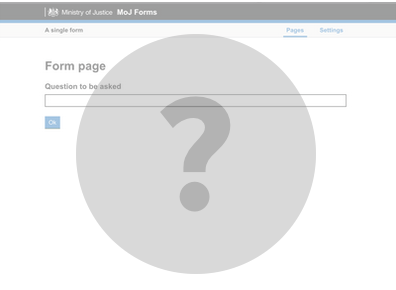 Ministry of Justice MoJ Forms
A single form Pages Settings
Form page
Question to be asked
Ok
?